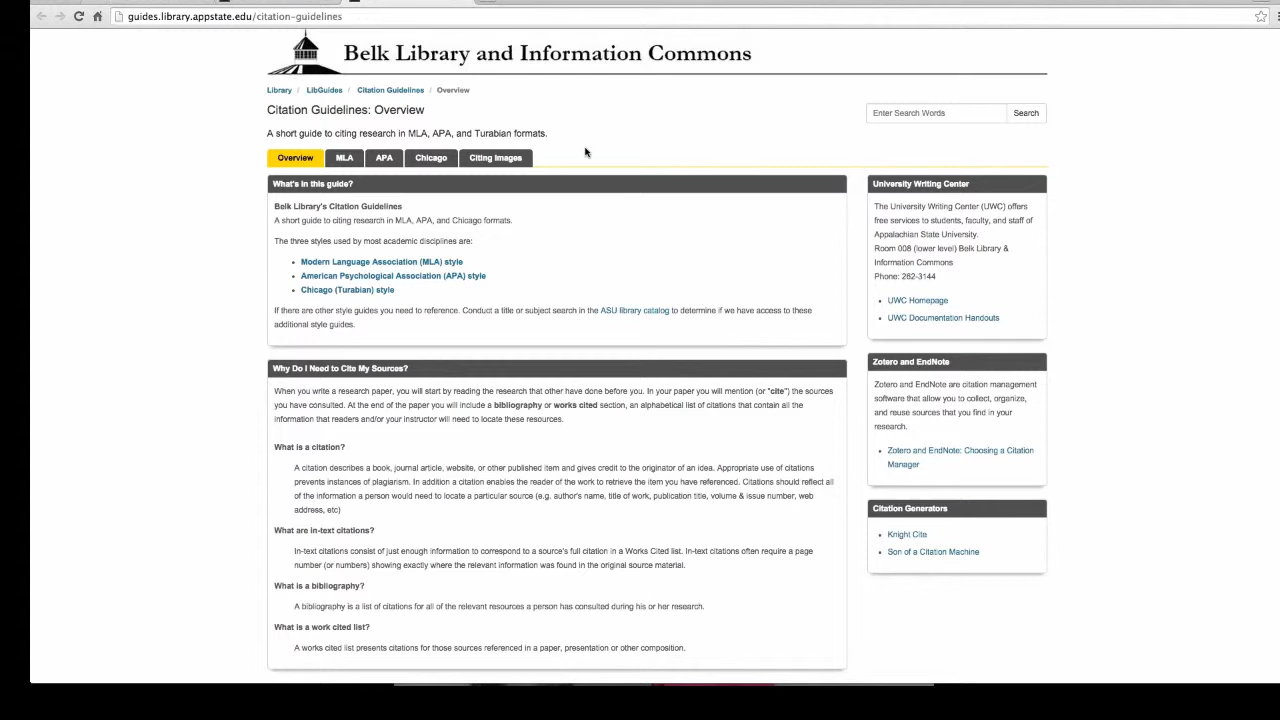 guides.library.appstate.edu/citation-guidelines
Belk Library and Information Commons
Library / LibGuides / Citation Guidelines / Overview
Citation Guidelines: Overview
Enter Search Words Search
A short guide to citing research in MLA, APA, and Turabian formats.
Overview MLA APA Chicago Citing Images
What's in this guide?
Belk Library's Citation Guidelines
A short guide to citing research in MLA, APA, and Chicago formats.
The three styles used by most academic disciplines are:
• Modern Language Association (MLA) style
• American Psychological Association (APA) style
• Chicago (Turabian) style
If there are other style guides you need to reference. Conduct a title or subject search in the ASU library catalog to determine if we have access to these
additional style guides.
Why Do I Need to Cite My Sources?
When you write a research paper, you will start by reading the research that other have done before you. In your paper you will mention (or "cite") the sources
you have consulted. At the end of the paper you will include a bibliography or works cited section, an alphabetical list of citations that contain all the
information that readers and/or your instructor will need to locate these resources.
What is a citation?
A citation describes a book, journal article, website, or other published item and gives credit to the originator of an idea. Appropriate use of citations
prevents instances of plagiarism. In addition a citation enables the reader of the work to retrieve the item you have referenced. Citations should reflect all
of the information a person would need to locate a particular source (e.g. author's name, title of work, publication title, volume & issue number, web
address, etc)
What are in-text citations?
In-text citations consist of just enough information to correspond to a source's full citation in a Works Cited list. In-text citations often require a page
number (or numbers) showing exactly where the relevant information was found in the original source material.
What is a bibliography?
A bibliography is a list of citations for all of the relevant resources a person has consulted during his or her research.
What is a work cited list?
A works cited list presents citations for those sources referenced in a paper, presentation or other composition.
University Writing Center
The University Writing Center (UWC) offers
free services to students, faculty, and staff of
Appalachian State University.
Room 008 (lower level) Belk Library &
Information Commons
Phone: 262-3144
• UWC Homepage
• UWC Documentation Handouts
Zotero and EndNote
Zotero and EndNote are citation management
software that allow you to collect, organize,
and reuse sources that you find in your
research.
• Zotero and EndNote: Choosing a Citation
Manager
Citation Generators
• Knight Cite
• Son of a Citation Machine